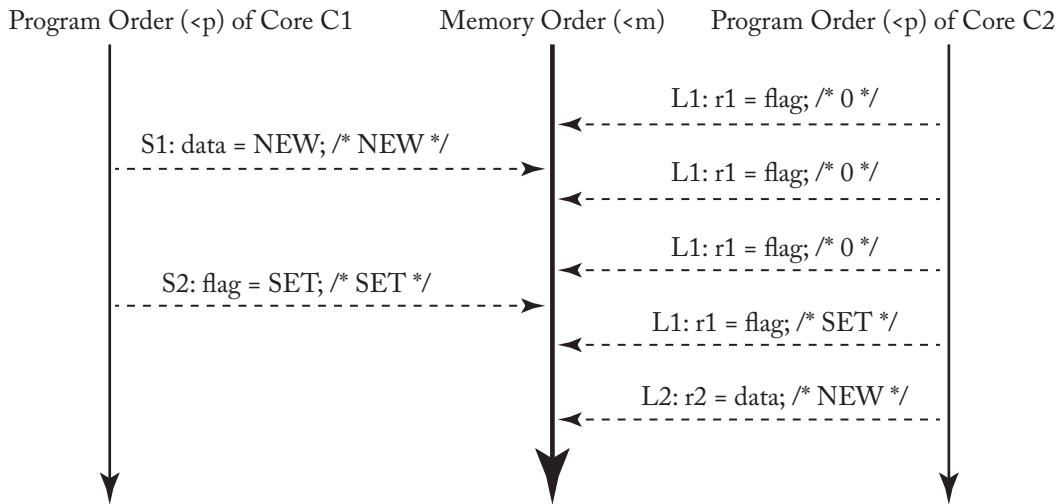 Program Order (<p) of Core C1 Memory Order (<m) Program Order (<p) of Core C2
L1: r1 = flag; /* 0 */
S1: data = NEW; /* NEW */
L1: r1 = flag; /* 0 */
L1: r1 = flag; /* 0 */
S2: flag = SET; /* SET */
L1: r1 = flag; /* SET */
L2: r2 = data; /* NEW */